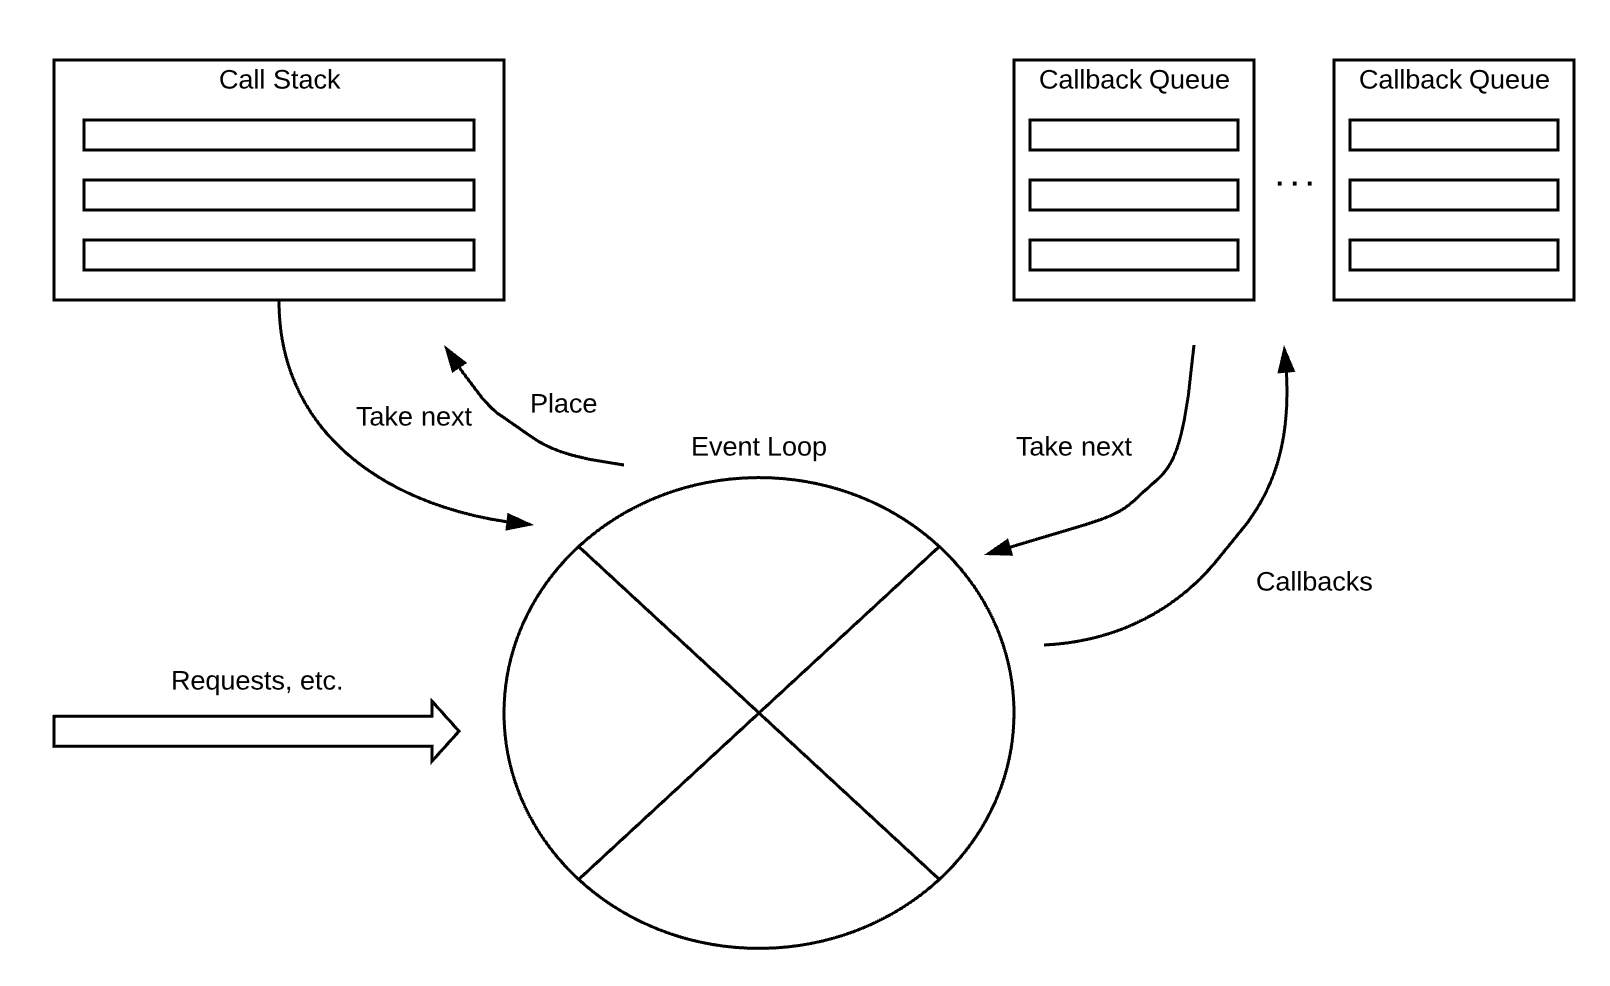 Call Stack
Callback Queue
...
Callback Queue
Take next
Place
Event Loop
Take next
Callbacks
Requests, etc.